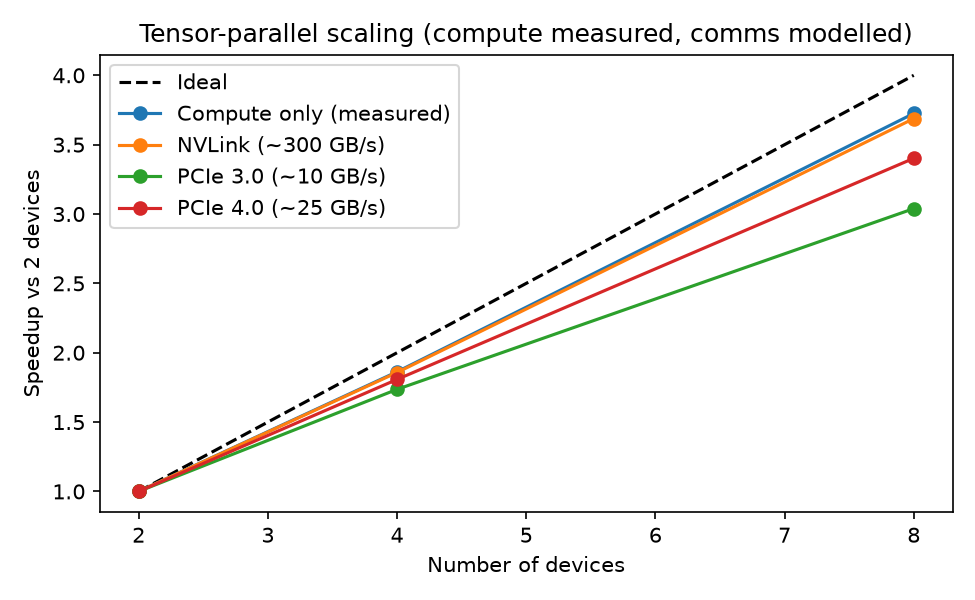 Tensor-parallel scaling (compute measured, comms modelled)
Ideal
Compute only (measured)
NVLink (~300 GB/s)
PCIe 3.0 (~10 GB/s)
PCIe 4.0 (~25 GB/s)
Speedup vs 2 devices
4.0
3.5
3.0
2.5
2.0
1.5
1.0
2 3 4 5 6 7 8
Number of devices